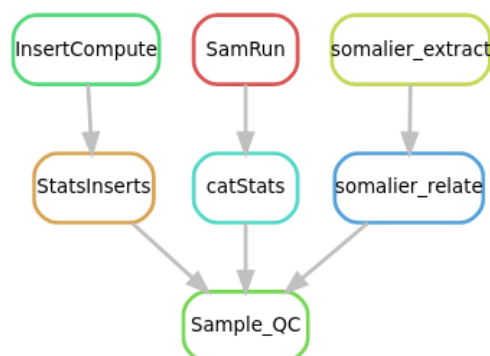 InsertCompute
SamRun
somalier_extract
StatsInserts
catStats
somalier_relate
Sample_QC